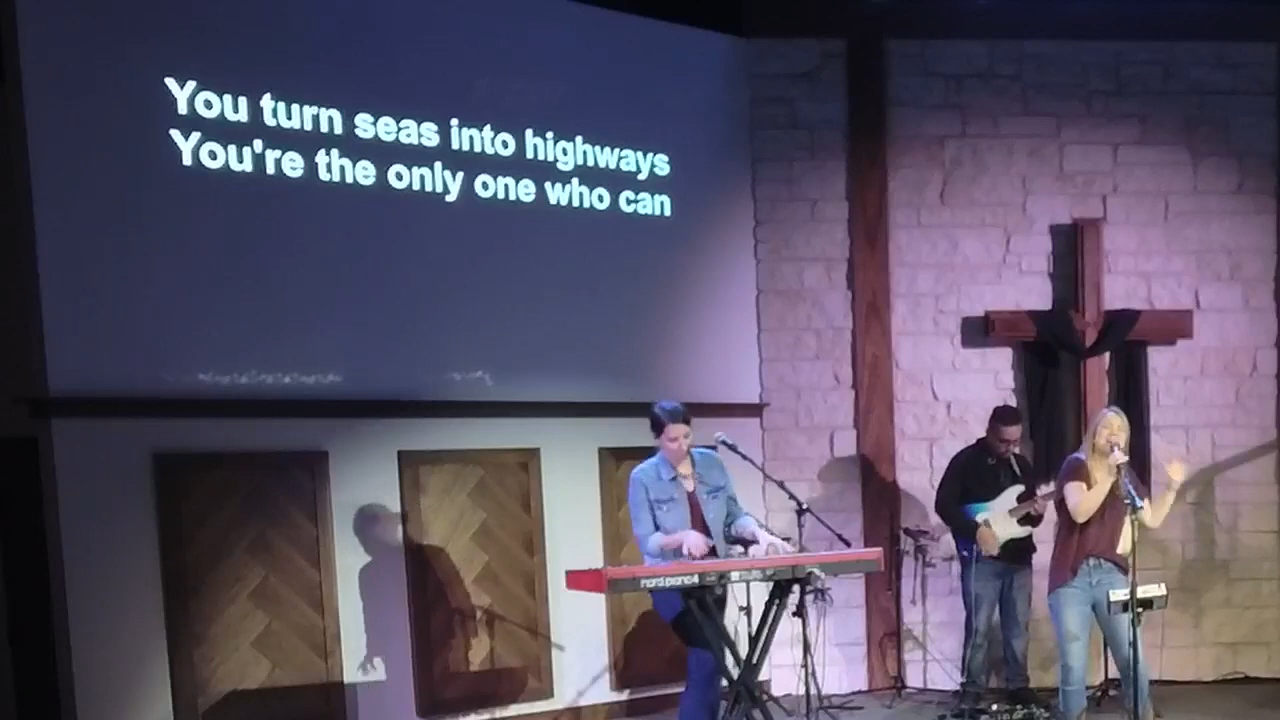 You turn seas into highways
You're the only one who can
nord piano 4